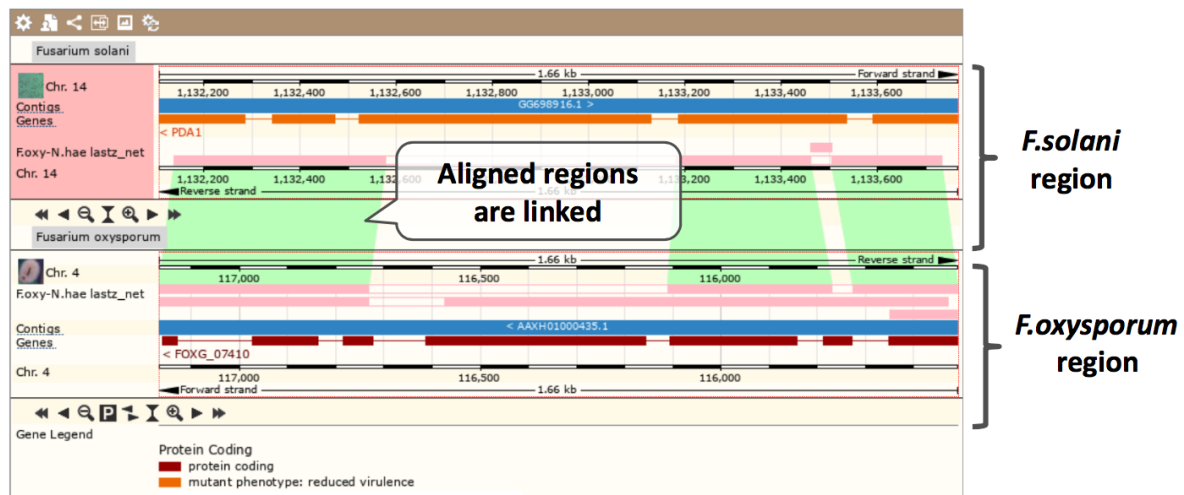 Fusarium solani
Chr. 14
1.66 kb
Forward strand
1,132,200 1,132,400 1,132,600 1,132,800 1,133,000 1,133,200 1,133,400 1,133,600
Contigs
GG698916.1 >
Genes
< PDA1
F.oxy-N.hae lastz_net
Chr. 14
1,132,200 1,132,400 1,132,600 1,133,200 1,133,400 1,133,600
Reverse strand
1.66 kb
Aligned regions
are linked
F.solani
region
Fusarium oxysporum
Chr. 4
1.66 kb
Reverse strand
117,000 116,500 116,000
F.oxy-N.hae lastz_net
Contigs
< AAXH01000435.1
Genes
< FOXG_07410
Chr. 4
117,000 116,500 116,000
Forward strand
1.66 kb
F.oxysporum
region
P
Gene Legend
Protein Coding
protein coding
mutant phenotype: reduced virulence